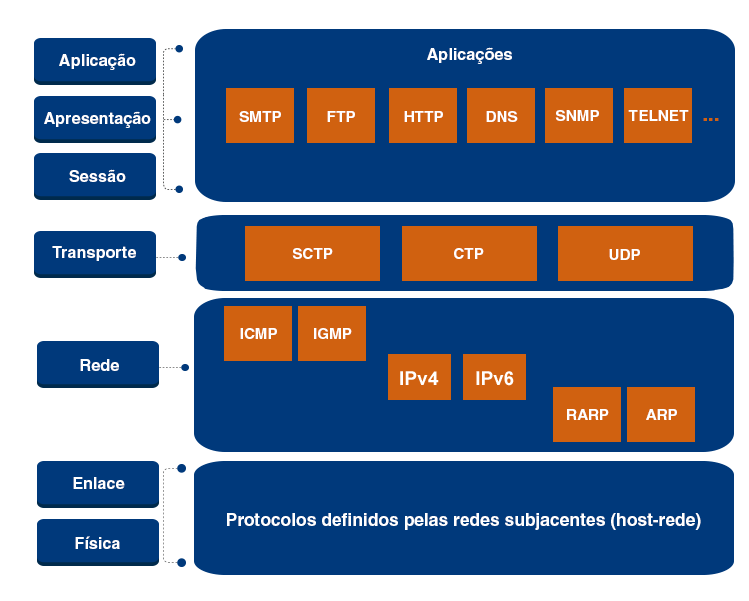 Aplicação
Apresentação
Sessão
Aplicações
SMTP FTP HTTP DNS SNMP TELNET ...
Transporte
SCTP CTP UDP
Rede
ICMP IGMP
IPv4 IPv6
RARP ARP
Enlace
Física
Protocolos definidos pelas redes subjacentes (host-rede)